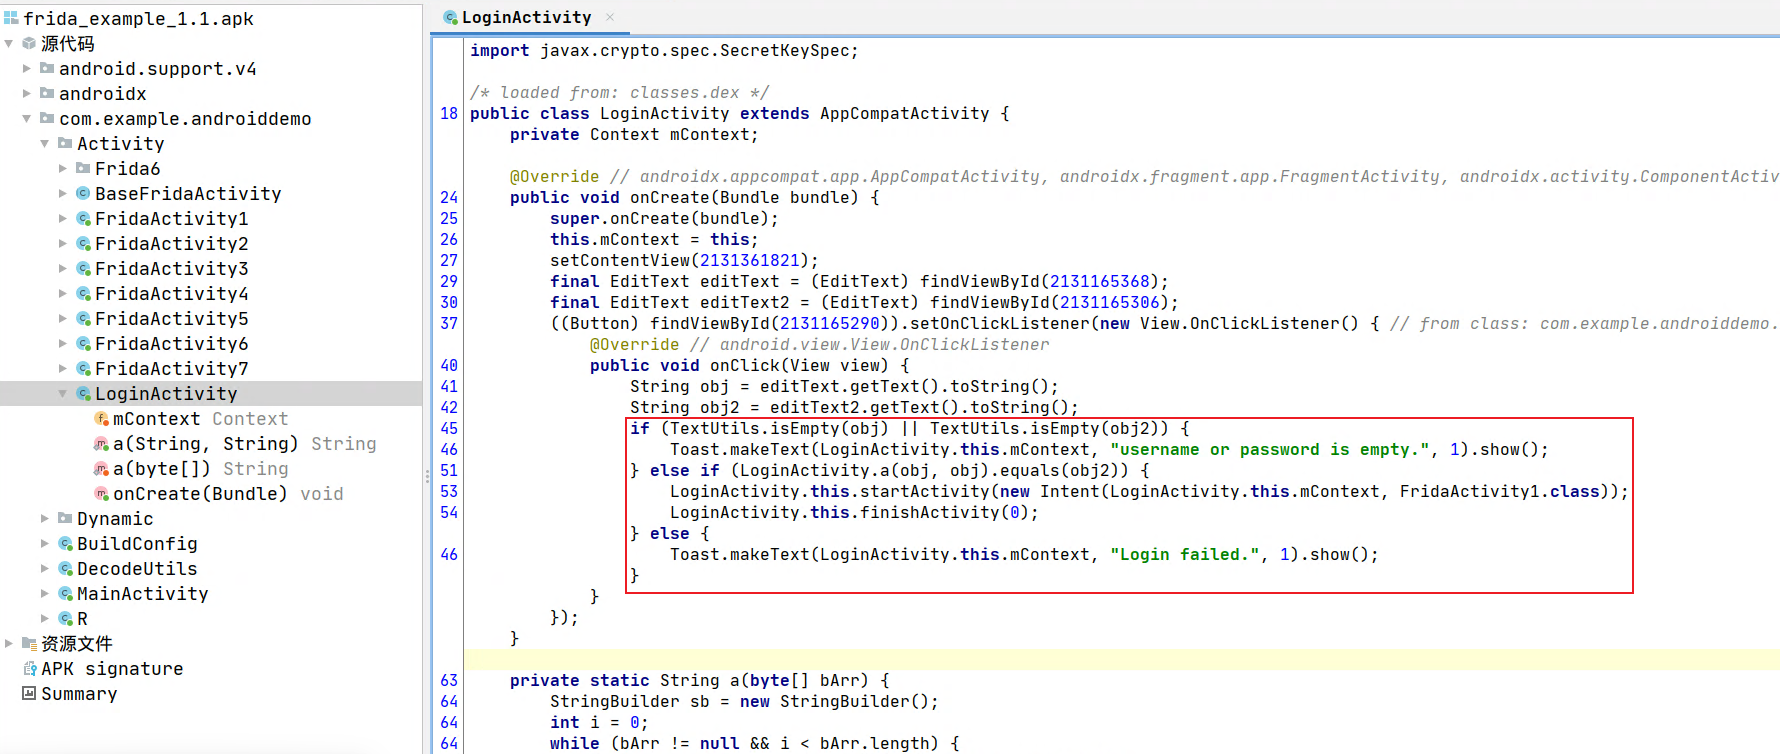 frida_example_1.1.apk
源代码
android.support.v4
androidx
com.example.androiddemo
Activity
Frida6
BaseFridaActivity
FridaActivity1
FridaActivity2
FridaActivity3
FridaActivity4
FridaActivity5
FridaActivity6
FridaActivity7
LoginActivity
mContext Context
a(String, String) String
a(byte[]) String
onCreate(Bundle) void
Dynamic
BuildConfig
DecodeUtils
MainActivity
R
资源文件
APK signature
Summary
LoginActivity ×
import javax.crypto.spec.SecretKeySpec;
/* loaded from: classes.dex */
18 public class LoginActivity extends AppCompatActivity {
private Context mContext;
@Override // androidx.appcompat.app.AppCompatActivity, androidx.fragment.app.FragmentActivity, androidx.activity.ComponentActiv
24 public void onCreate(Bundle bundle) {
25 super.onCreate(bundle);
26 this.mContext = this;
27 setContentView(2131361821);
29 final EditText editText = (EditText) findViewById(2131165368);
30 final EditText editText2 = (EditText) findViewById(2131165306);
37 ((Button) findViewById(2131165290)).setOnClickListener(new View.OnClickListener() { // from class: com.example.androiddemo.
@Override // android.view.View.OnClickListener
40 public void onClick(View view) {
41 String obj = editText.getText().toString();
42 String obj2 = editText2.getText().toString();
45 if (TextUtils.isEmpty(obj) || TextUtils.isEmpty(obj2)) {
46 Toast.makeText(LoginActivity.this.mContext, "username or password is empty.", 1).show();
51 } else if (LoginActivity.a(obj, obj).equals(obj2)) {
53 LoginActivity.this.startActivity(new Intent(LoginActivity.this.mContext, FridaActivity1.class));
54 LoginActivity.this.finishActivity(0);
} else {
46 Toast.makeText(LoginActivity.this.mContext, "Login failed.", 1).show();
}
}
});
}
63 private static String a(byte[] bArr) {
64 StringBuilder sb = new StringBuilder();
64 int i = 0;
64 while (bArr != null && i < bArr.length) {